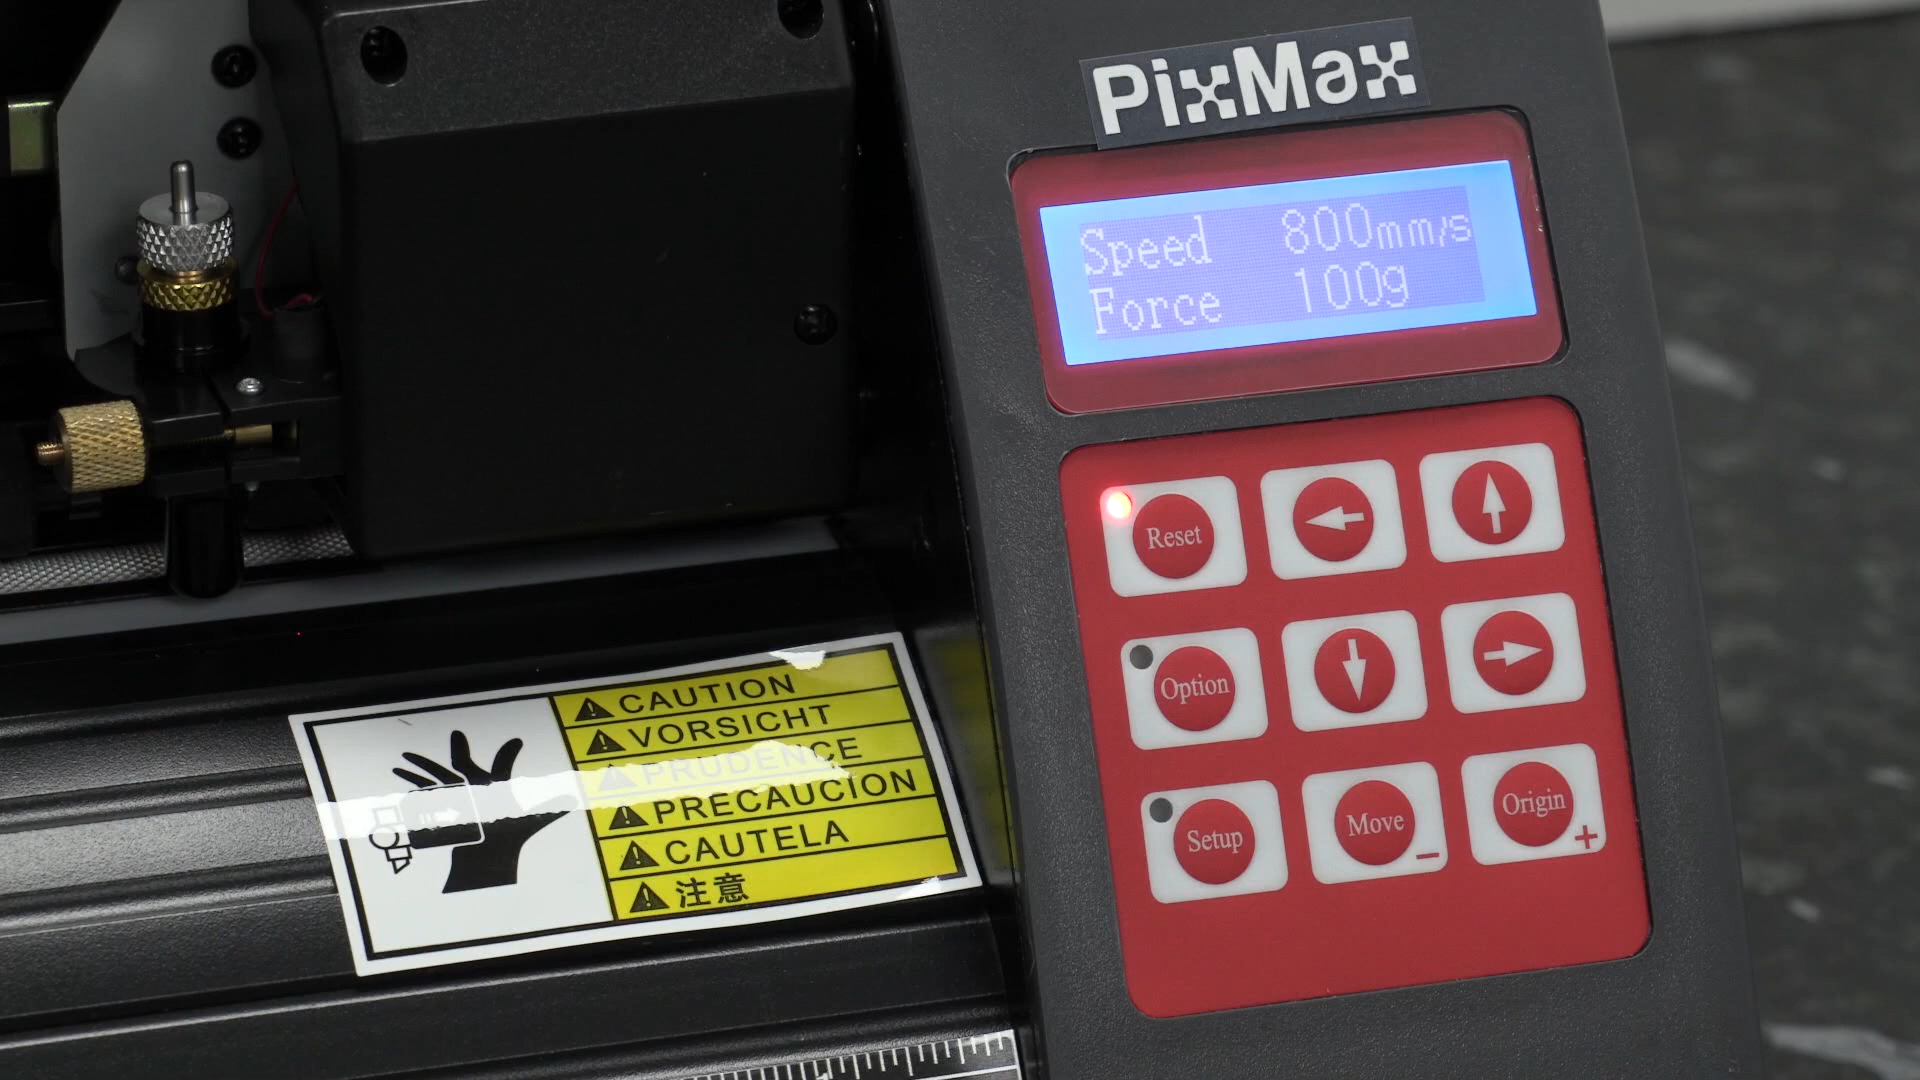 PixMax
Speed 800mm/s
Force 100g
Reset
Option
Setup
Move
−
Origin
+
CAUTION
VORSICHT
PRUDENCE
PRECAUCION
CAUTELA
注意